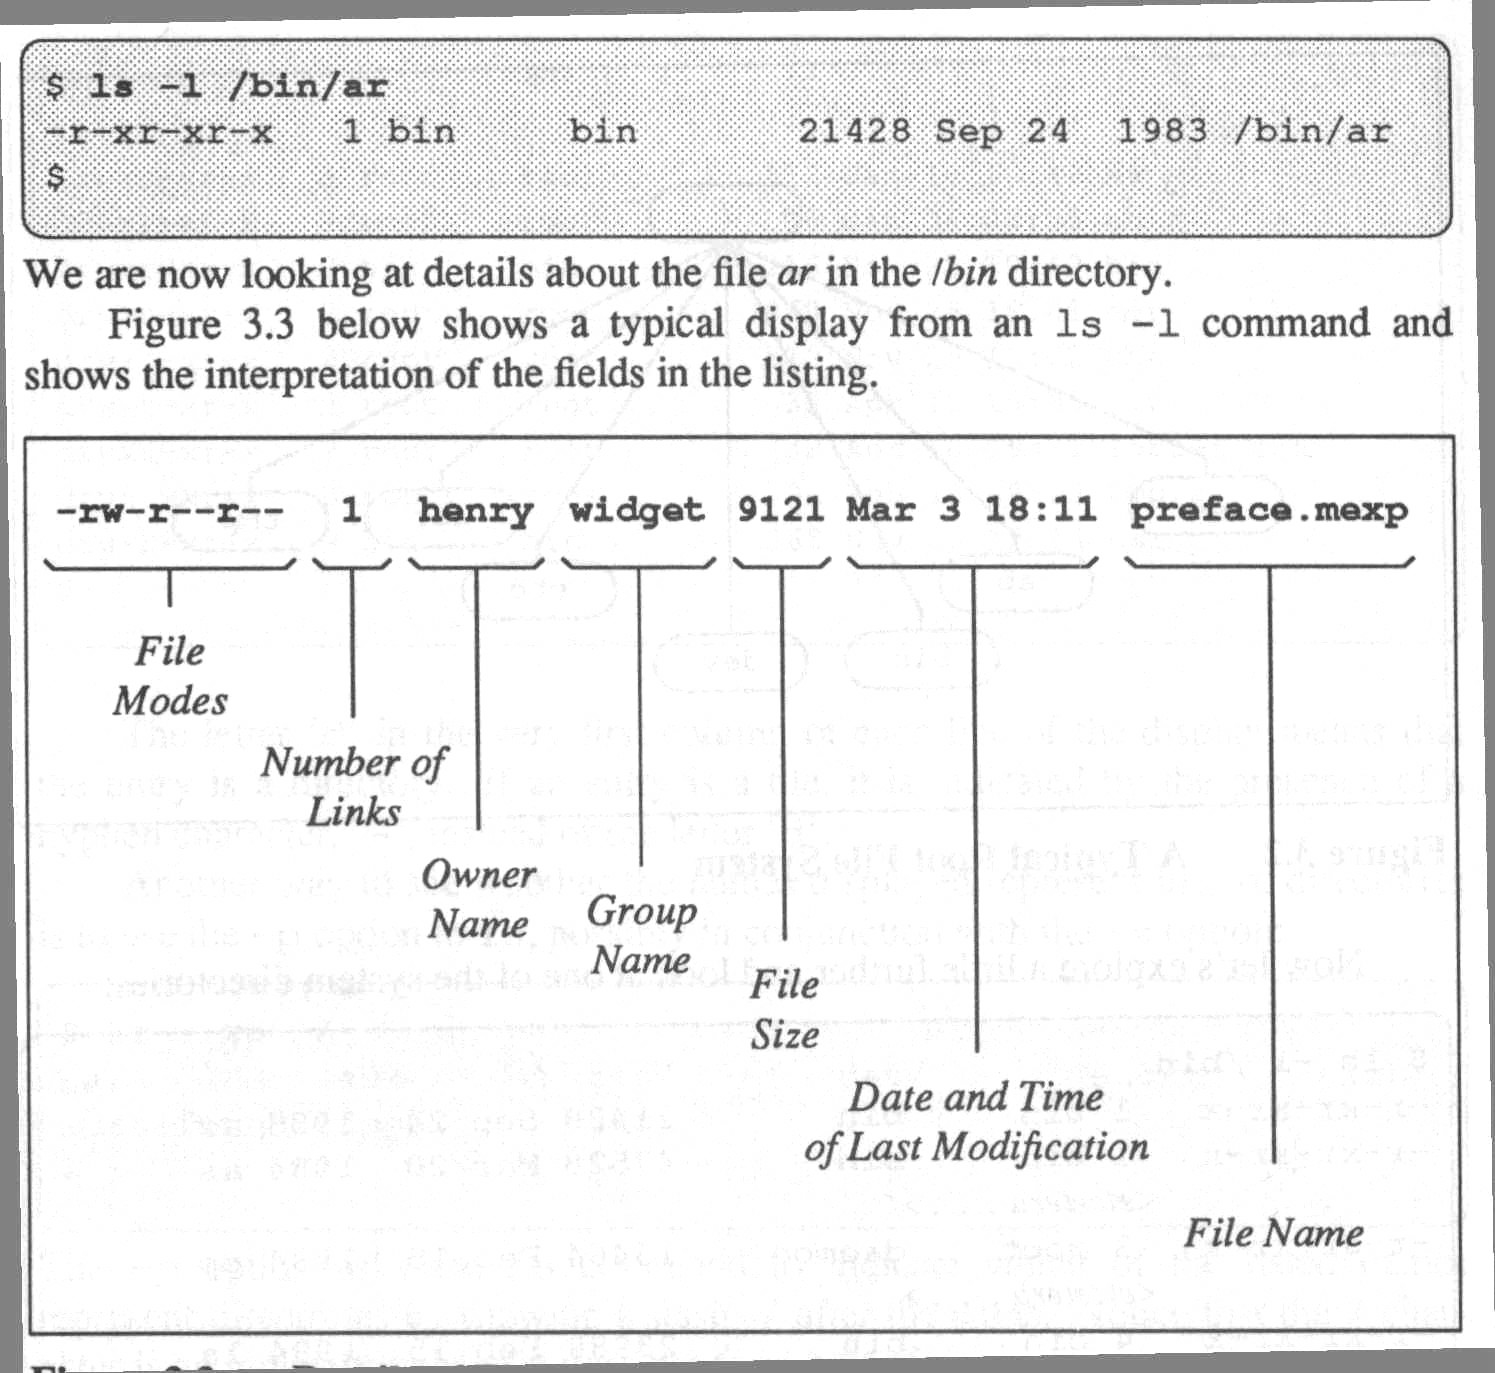 $ ls -l /bin/ar
-r-xr-xr-x   1 bin     bin       21428 Sep 24  1983 /bin/ar
$
We are now looking at details about the file ar in the /bin directory.
Figure 3.3 below shows a typical display from an ls -l command and
shows the interpretation of the fields in the listing.
-rw-r--r-- 1 henry widget 9121 Mar 3 18:11 preface.mexp
File
Modes
Number of
Links
Owner
Name
Group
Name
File
Size
Date and Time
of Last Modification
File Name